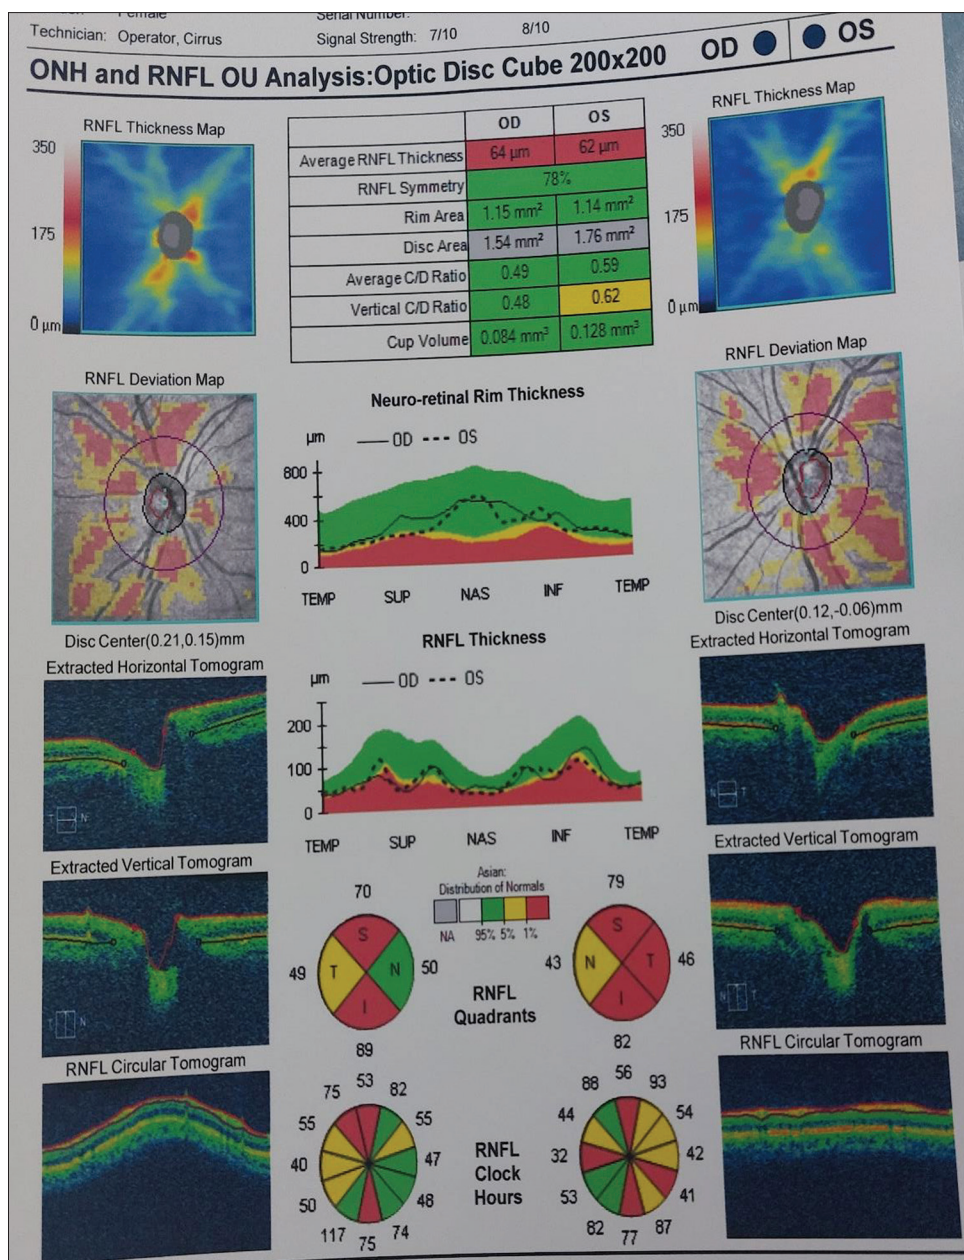 Female
Serial Number:
Technician: Operator, Cirrus
Signal Strength: 7/10 8/10
ONH and RNFL OU Analysis:Optic Disc Cube 200x200 OD OS
RNFL Thickness Map
350
175
0 µm
OD OS
Average RNFL Thickness 64 µm 62 µm
RNFL Symmetry 78%
Rim Area 1.15 mm² 1.14 mm²
Disc Area 1.54 mm² 1.76 mm²
Average C/D Ratio 0.49 0.59
Vertical C/D Ratio 0.48 0.62
Cup Volume 0.084 mm³ 0.128 mm³
RNFL Thickness Map
350
175
0 µm
RNFL Deviation Map
Disc Center(0.21,0.15)mm
Neuro-retinal Rim Thickness
µm OD OS
800
400
0
TEMP SUP NAS INF TEMP
RNFL Deviation Map
Disc Center(0.12,-0.06)mm
Extracted Horizontal Tomogram
T N
RNFL Thickness
µm OD OS
200
100
0
TEMP SUP NAS INF TEMP
Extracted Horizontal Tomogram
N T
Extracted Vertical Tomogram
T N
Asian:
Distribution of Normals
NA 95% 5% 1%
70
S
49 T N 50
I
89
RNFL
Quadrants
79
S
43 N T 46
I
82
Extracted Vertical Tomogram
N T
RNFL Circular Tomogram
75 53 82
55 55
40 47
50 48
117 75 74
RNFL
Clock
Hours
88 56 93
44 54
32 42
53 41
82 77 87
RNFL Circular Tomogram